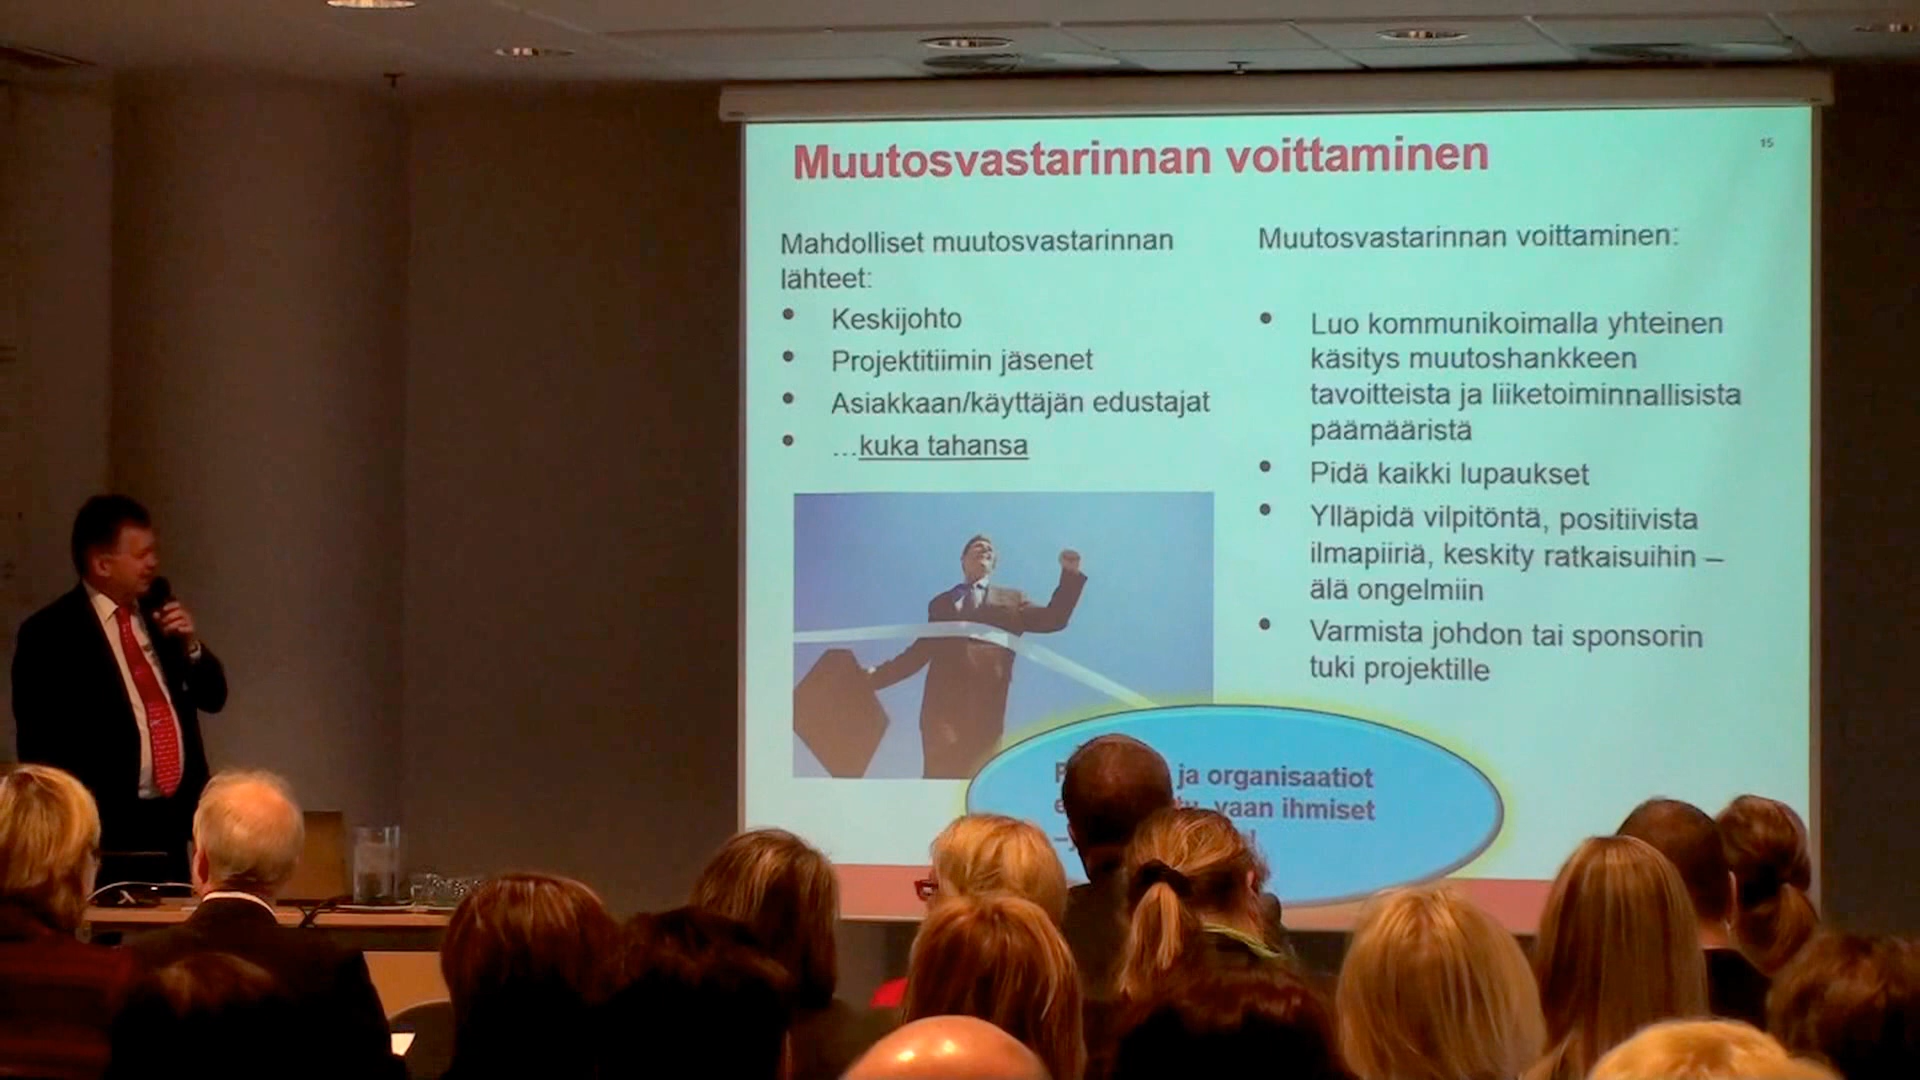 Muutosvastarinnan voittaminen
15
Mahdolliset muutosvastarinnan
lähteet:
• Keskijohto
• Projektitiimin jäsenet
• Asiakkaan/käyttäjän edustajat
• ...kuka tahansa
Muutosvastarinnan voittaminen:
• Luo kommunikoimalla yhteinen
käsitys muutoshankkeen
tavoitteista ja liiketoiminnallisista
päämääristä
• Pidä kaikki lupaukset
• Ylläpidä vilpitöntä, positiivista
ilmapiiriä, keskity ratkaisuihin –
älä ongelmiin
• Varmista johdon tai sponsorin
tuki projektille
ja organisaatiot
vaan ihmiset